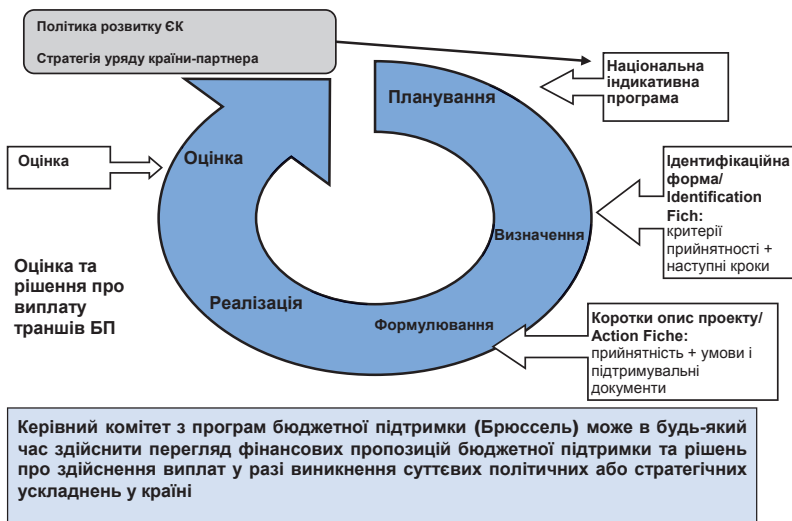 Політика розвитку ЄК
Стратегія уряду країни-партнера
Національна
індикативна
програма
Планування
Оцінка
Оцінка
Ідентифікаційна
форма/
Identification
Fich:
критерії
прийнятності +
наступні кроки
Визначення
Оцінка та
рішення про
виплату
траншів БП
Реалізація
Формулювання
Коротки опис проекту/
Action Fiche:
прийнятність + умови і
підтримувальні
документи
Керівний комітет з програм бюджетної підтримки (Брюссель) може в будь-який
час здійснити перегляд фінансових пропозицій бюджетної підтримки та рішень
про здійснення виплат у разі виникнення суттєвих політичних або стратегічних
ускладнень у країні